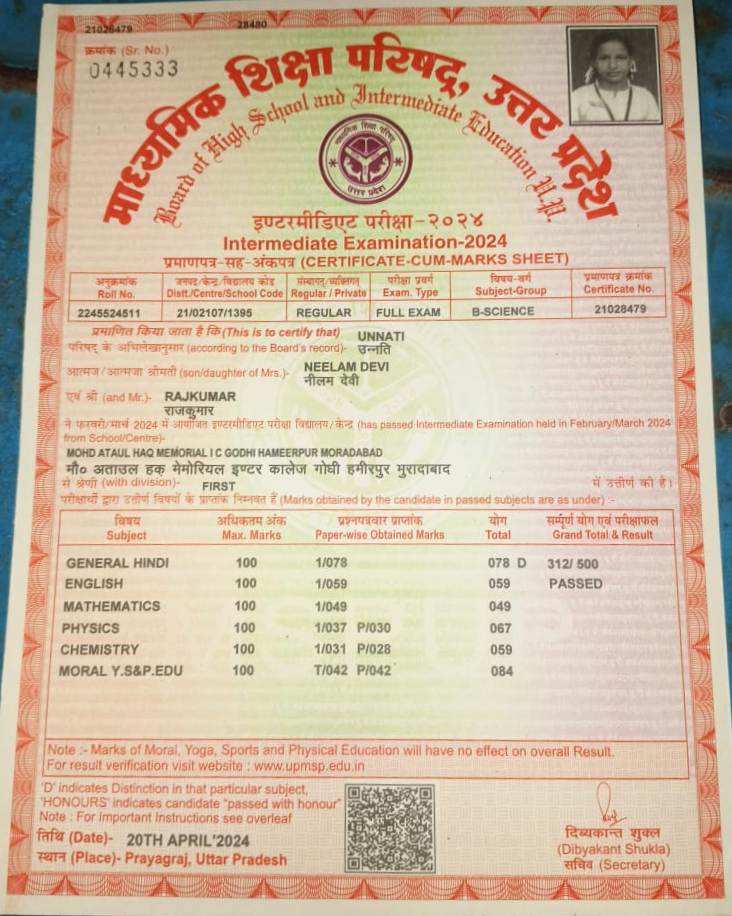 21028479 28480
क्रमांक (Sr. No.)
0445333
माध्यमिक शिक्षा परिषद्, उत्तर प्रदेश
Board of High School and Intermediate Education U.P.
माध्यमिक शिक्षा परिषद
उत्तर प्रदेश
इण्टरमीडिएट परीक्षा-२०२४
Intermediate Examination-2024
प्रमाणपत्र-सह-अंकपत्र (CERTIFICATE-CUM-MARKS SHEET)
अनुक्रमांक जनपद/केन्द्र/विद्यालय कोड संस्थागत/व्यक्तिगत परीक्षा प्रवर्ग विषय-वर्ग प्रमाणपत्र क्रमांक
Roll No. Distt./Centre/School Code Regular / Private Exam. Type Subject-Group Certificate No.
2245524511 21/02107/1395 REGULAR FULL EXAM B-SCIENCE 21028479
प्रमाणित किया जाता है कि (This is to certify that) UNNATI
परिषद् के अभिलेखानुसार (according to the Board's record)- उन्नति
आत्मज/आत्मजा श्रीमती (son/daughter of Mrs.)- NEELAM DEVI
नीलम देवी
एवं श्री (and Mr.)- RAJKUMAR
राजकुमार
ने फरवरी/मार्च 2024 में आयोजित इण्टरमीडिएट परीक्षा विद्यालय/केन्द्र (has passed Intermediate Examination held in February/March 2024
from School/Centre)-
MOHD ATAUL HAQ MEMORIAL I C GODHI HAMEERPUR MORADABAD
मौ० अताउल हक् मेमोरियल इण्टर कालेज गोधी हमीरपुर मुरादाबाद
से श्रेणी (with division)- FIRST में उत्तीर्ण की है।
परीक्षार्थी द्वारा उत्तीर्ण विषयों के प्राप्तांक निम्नवत हैं (Marks obtained by the candidate in passed subjects are as under) :-
विषय अधिकतम अंक प्रश्नपत्रवार प्राप्तांक योग सम्पूर्ण योग एवं परीक्षाफल
Subject Max. Marks Paper-wise Obtained Marks Total Grand Total & Result
GENERAL HINDI 100 1/078 078 D 312/ 500
ENGLISH 100 1/059 059 PASSED
MATHEMATICS 100 1/049 049
PHYSICS 100 1/037 P/030 067
CHEMISTRY 100 1/031 P/028 059
MORAL Y.S&P.EDU 100 T/042 P/042 084
Note :- Marks of Moral, Yoga, Sports and Physical Education will have no effect on overall Result.
For result verification visit website : www.upmsp.edu.in
'D' indicates Distinction in that particular subject,
'HONOURS' indicates candidate "passed with honour"
Note : For Important Instructions see overleaf
तिथि (Date)- 20TH APRIL'2024
स्थान (Place)- Prayagraj, Uttar Pradesh
दिब्यकान्त शुक्ल
(Dibyakant Shukla)
सचिव (Secretary)